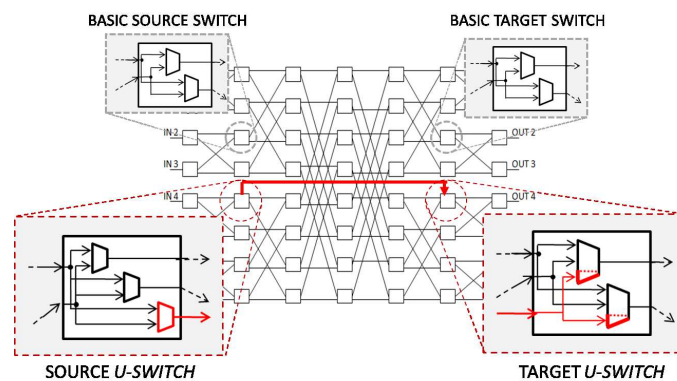 BASIC SOURCE SWITCH
BASIC TARGET SWITCH
IN 2
OUT 2
IN 3
OUT 3
IN 4
OUT 4
SOURCE U-SWITCH
TARGET U-SWITCH